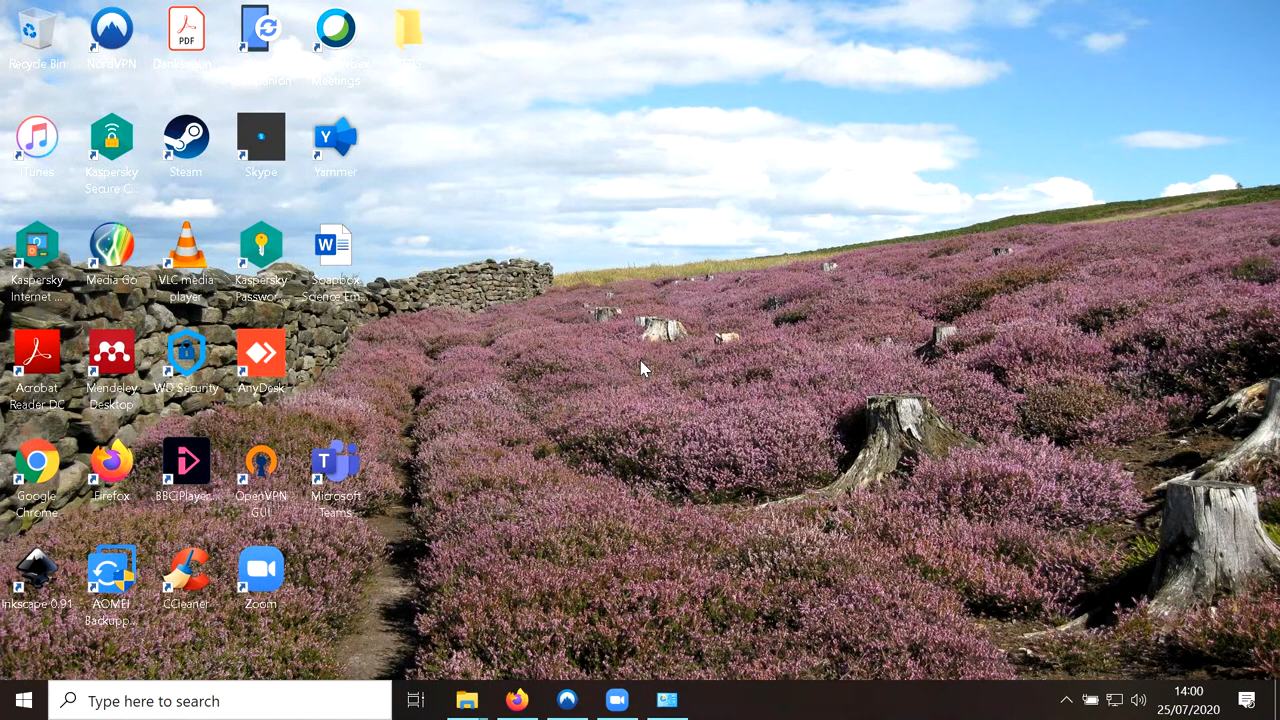 Recycle Bin
NordVPN
PDF
Meetings
iTunes
Kaspersky
Secure C...
Steam
Skype
Y
Yammer
Kaspersky
Internet ...
Media Go
VLC media
player
Kaspersky
Passwor...
W
Soapbox
Science Em...
Acrobat
Reader DC
Mendeley
Desktop
WD Security
AnyDesk
Google
Chrome
Firefox
BBC iPlayer...
OpenVPN
GUI
T
Microsoft
Teams
Inkscape 0.91
AOMEI
Backupp...
CCleaner
Zoom
Type here to search
14:00
25/07/2020